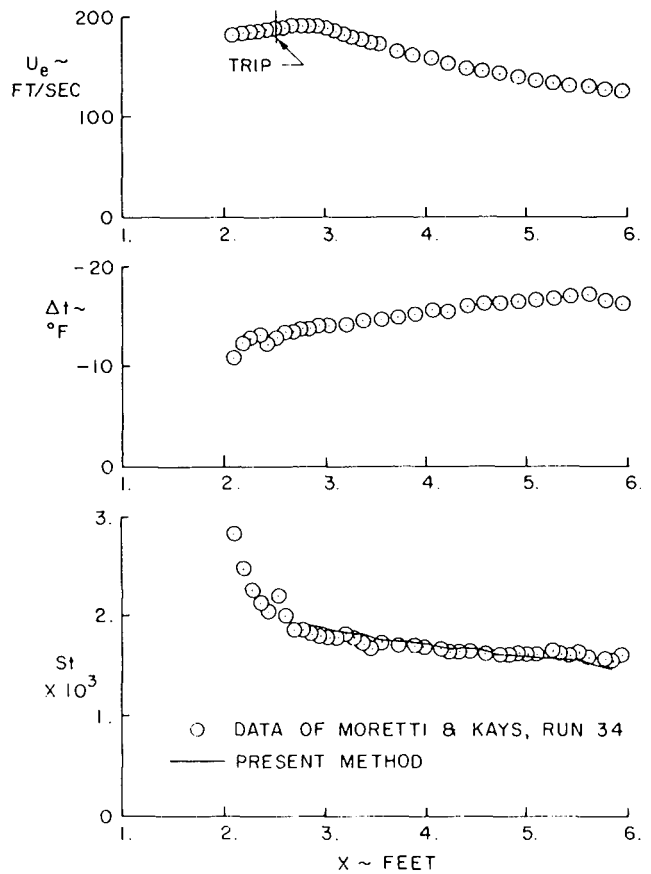 200
U_e ~
FT/SEC
TRIP
100
0
1. 2. 3. 4. 5. 6.
-20
Δt ~
°F
-10
0
1. 2. 3. 4. 5. 6.
3.
2.
St
X 10³
1.
○ DATA OF MORETTI & KAYS, RUN 34
— PRESENT METHOD
0
1. 2. 3. 4. 5. 6.
X ~ FEET